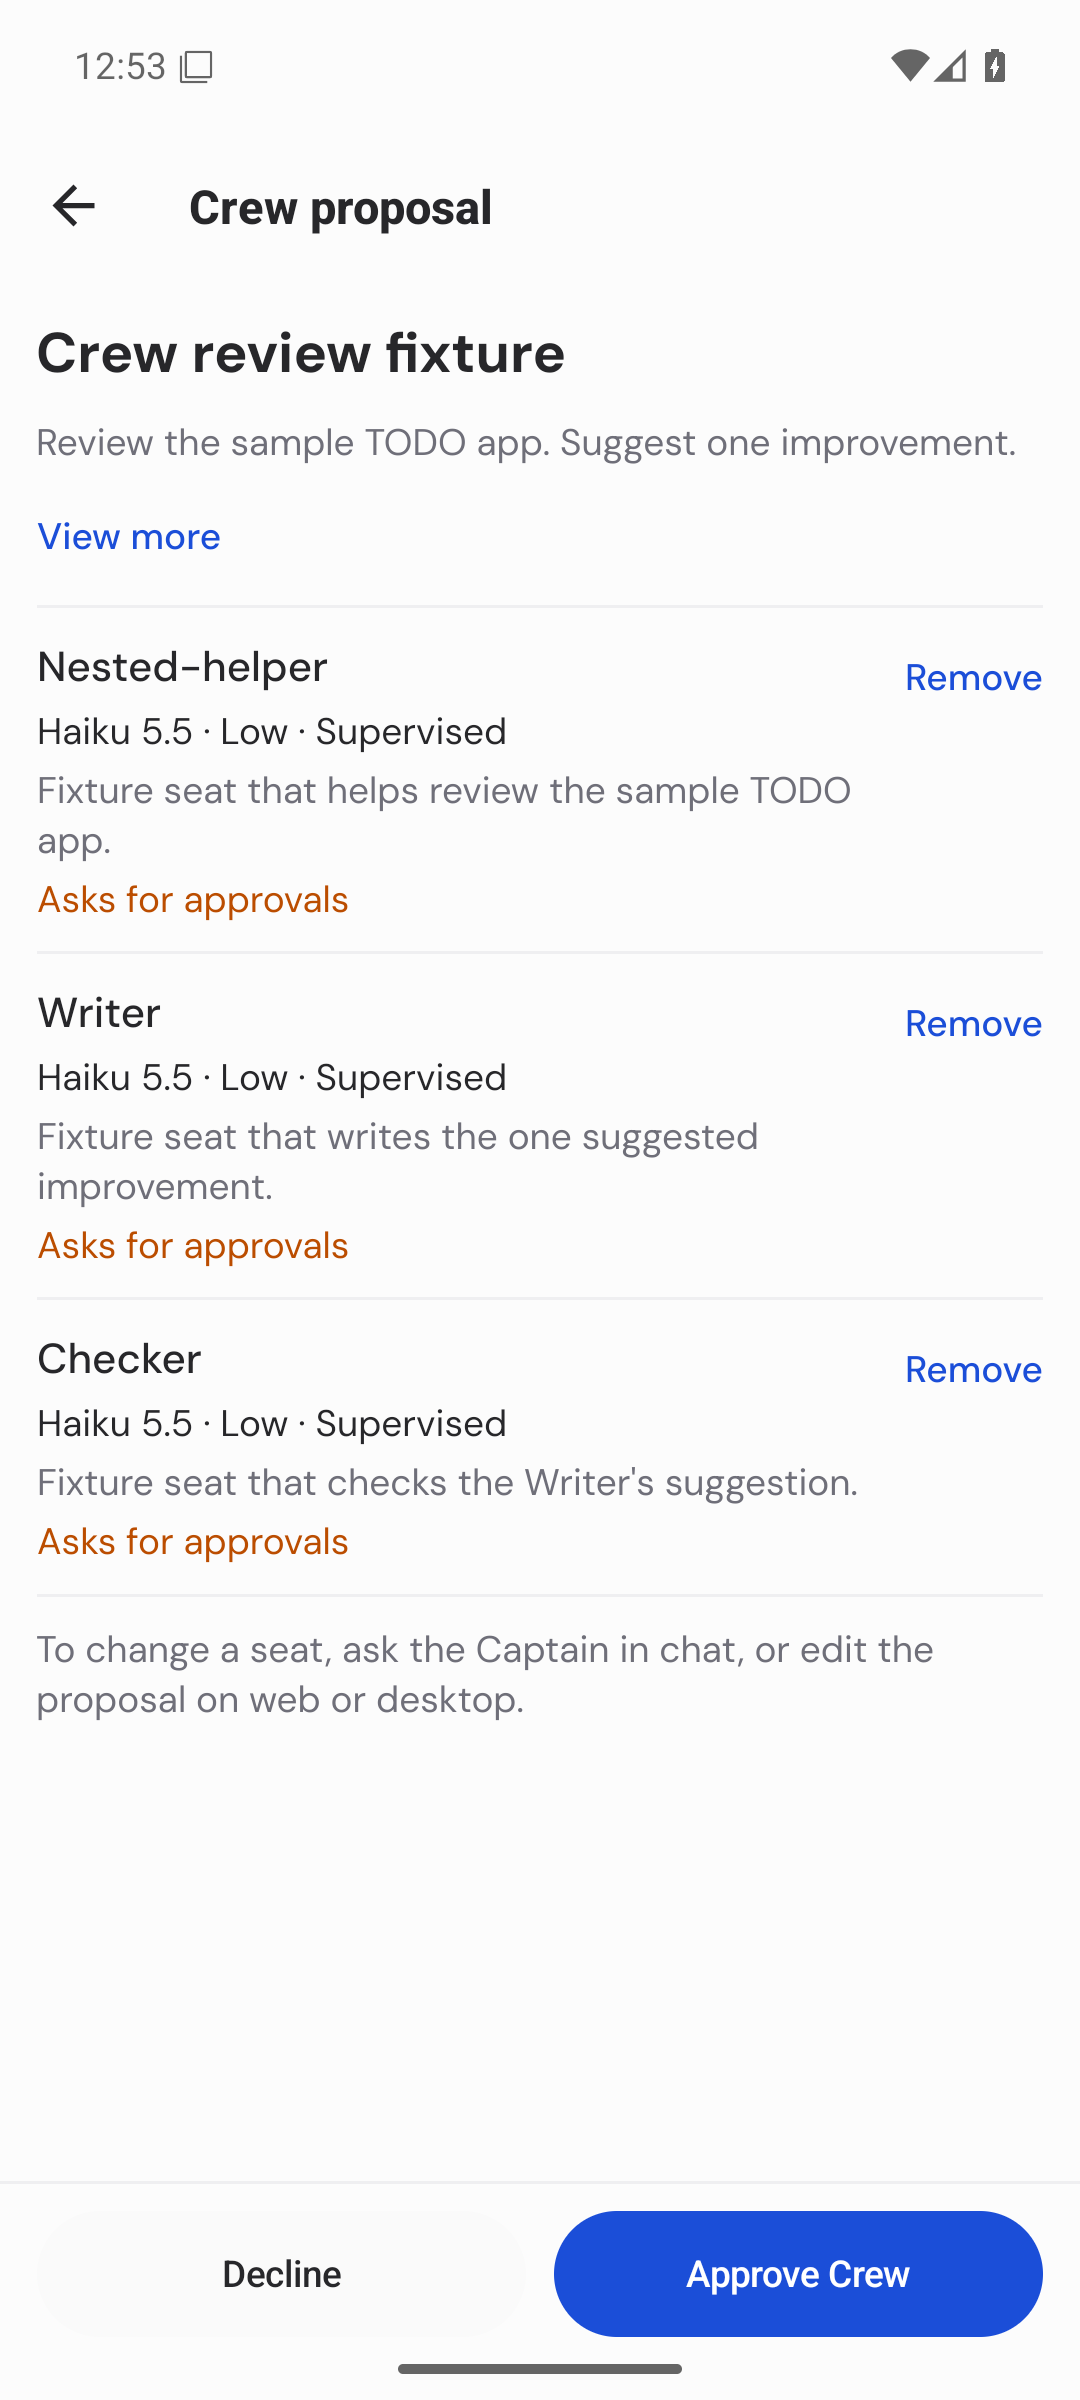 12:53
Crew proposal
Crew review fixture
Review the sample TODO app. Suggest one improvement.
View more
Nested-helper
Remove
Haiku 5.5 · Low · Supervised
Fixture seat that helps review the sample TODO
app.
Asks for approvals
Writer
Remove
Haiku 5.5 · Low · Supervised
Fixture seat that writes the one suggested
improvement.
Asks for approvals
Checker
Remove
Haiku 5.5 · Low · Supervised
Fixture seat that checks the Writer's suggestion.
Asks for approvals
To change a seat, ask the Captain in chat, or edit the
proposal on web or desktop.
Decline
Approve Crew